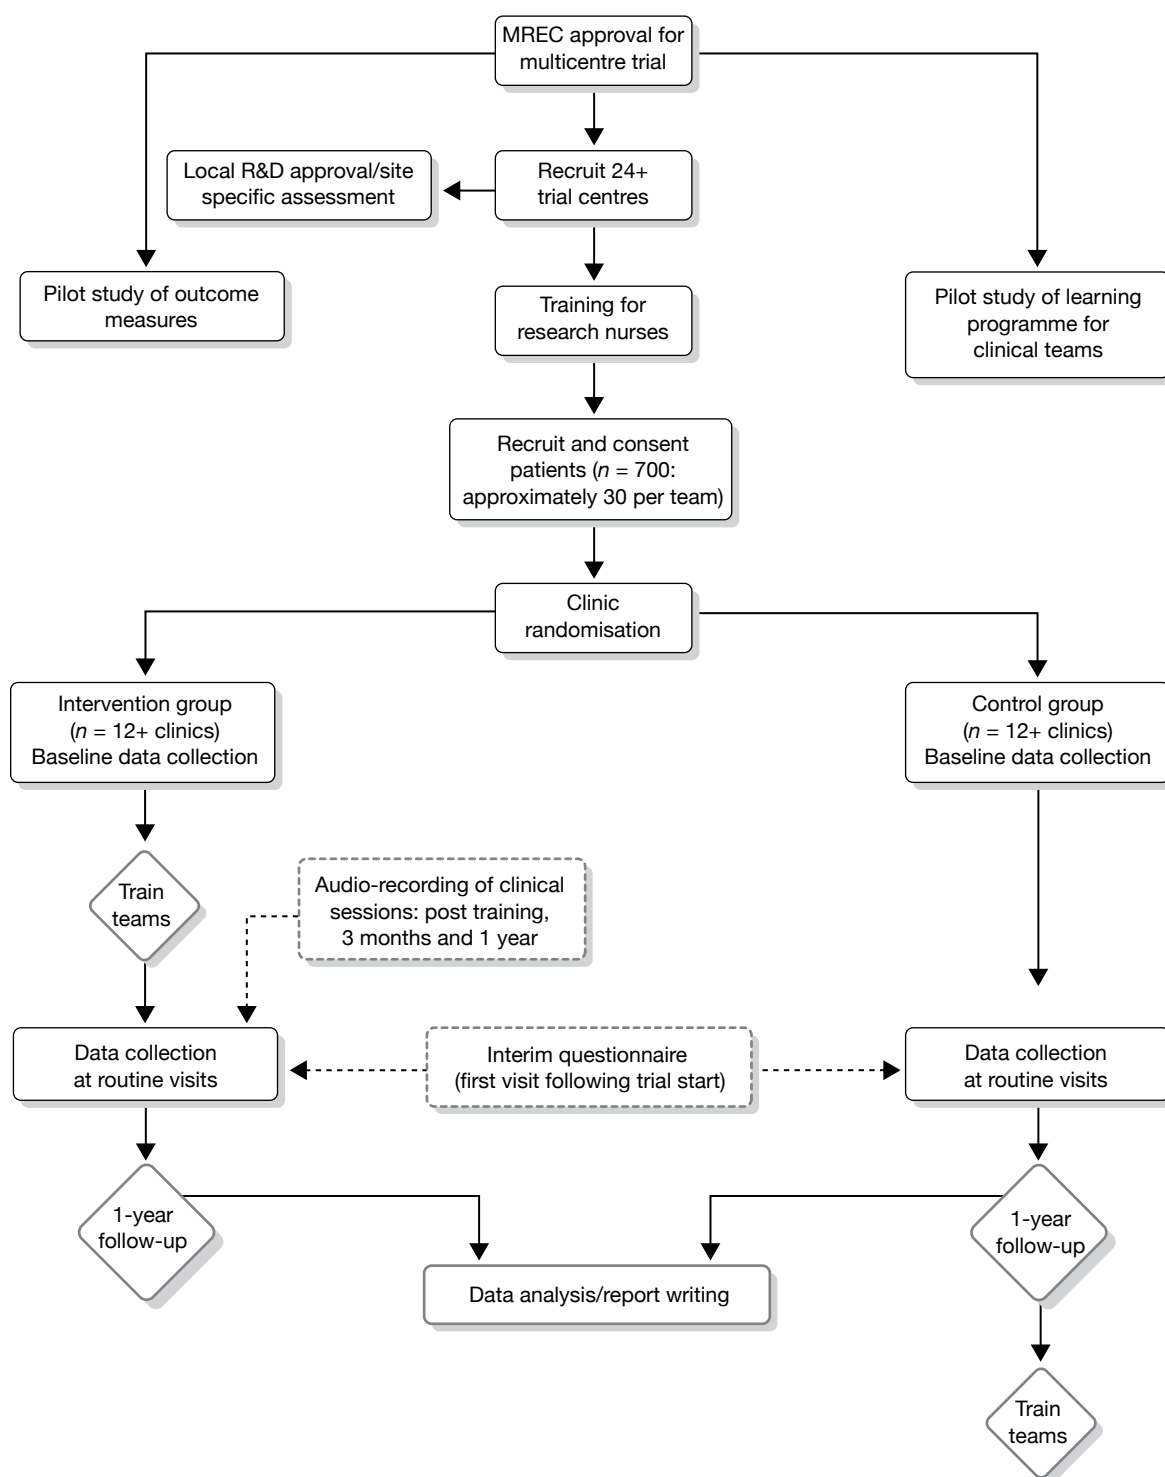 MREC approval for
multicentre trial
Local R&D approval/site
specific assessment
Recruit 24+
trial centres
Pilot study of outcome
measures
Training for
research nurses
Pilot study of learning
programme for
clinical teams
Recruit and consent
patients (n = 700:
approximately 30 per team)
Clinic
randomisation
Intervention group
(n = 12+ clinics)
Baseline data collection
Control group
(n = 12+ clinics)
Baseline data collection
Train
teams
Audio-recording of clinical
sessions: post training,
3 months and 1 year
Data collection
at routine visits
Interim questionnaire
(first visit following trial start)
Data collection
at routine visits
1-year
follow-up
1-year
follow-up
Data analysis/report writing
Train
teams